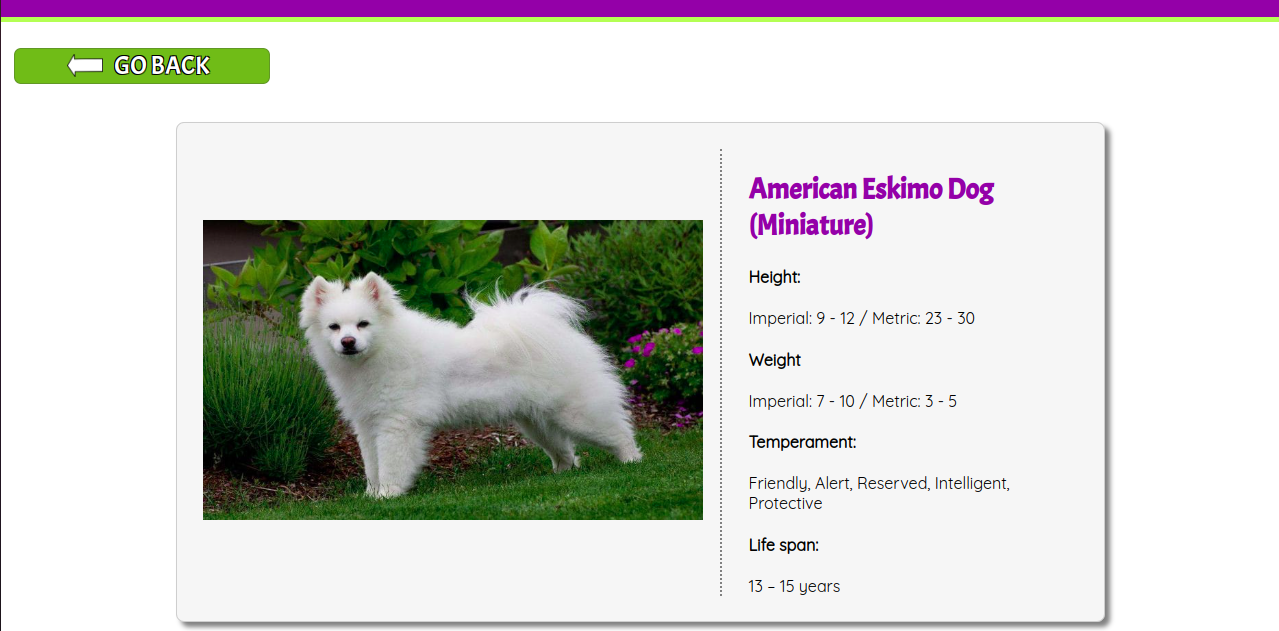 GO BACK
American Eskimo Dog
(Miniature)
Height:
Imperial: 9 - 12 / Metric: 23 - 30
Weight
Imperial: 7 - 10 / Metric: 3 - 5
Temperament:
Friendly, Alert, Reserved, Intelligent,
Protective
Life span:
13 – 15 years